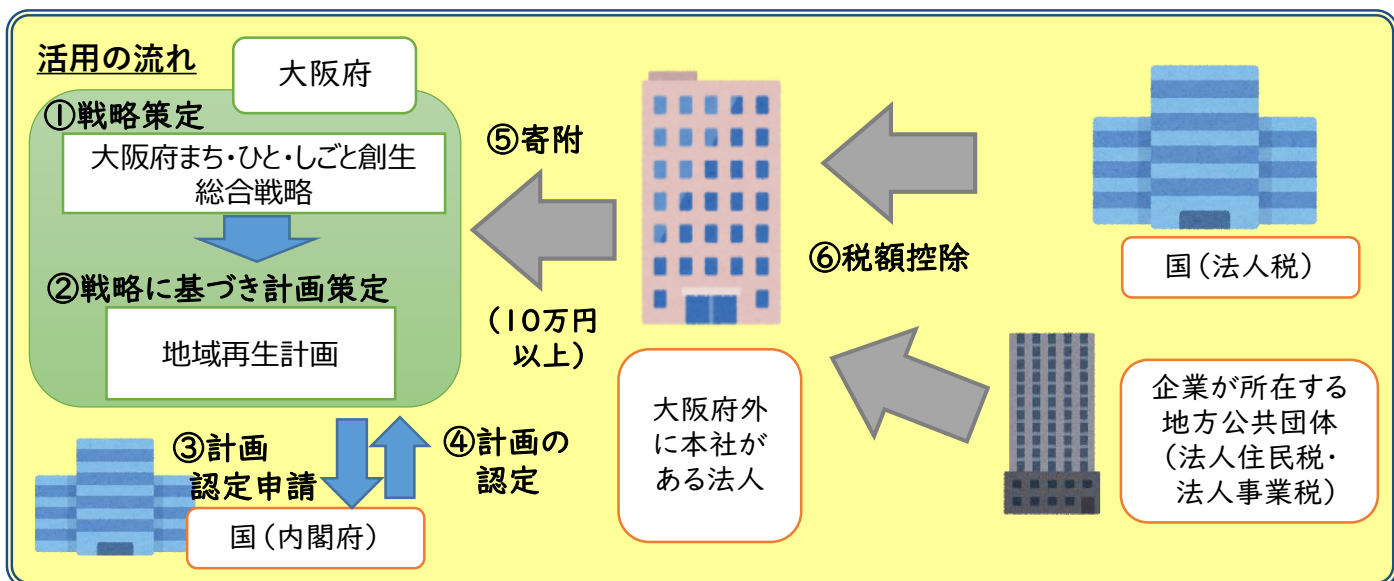 活用の流れ
大阪府
①戦略策定
大阪府まち・ひと・しごと創生
総合戦略
②戦略に基づき計画策定
地域再生計画
③計画
認定申請
④計画の
認定
国（内閣府）
⑤寄附
（10万円
以上）
大阪府外
に本社が
ある法人
⑥税額控除
国（法人税）
企業が所在する
地方公共団体
（法人住民税・
法人事業税）